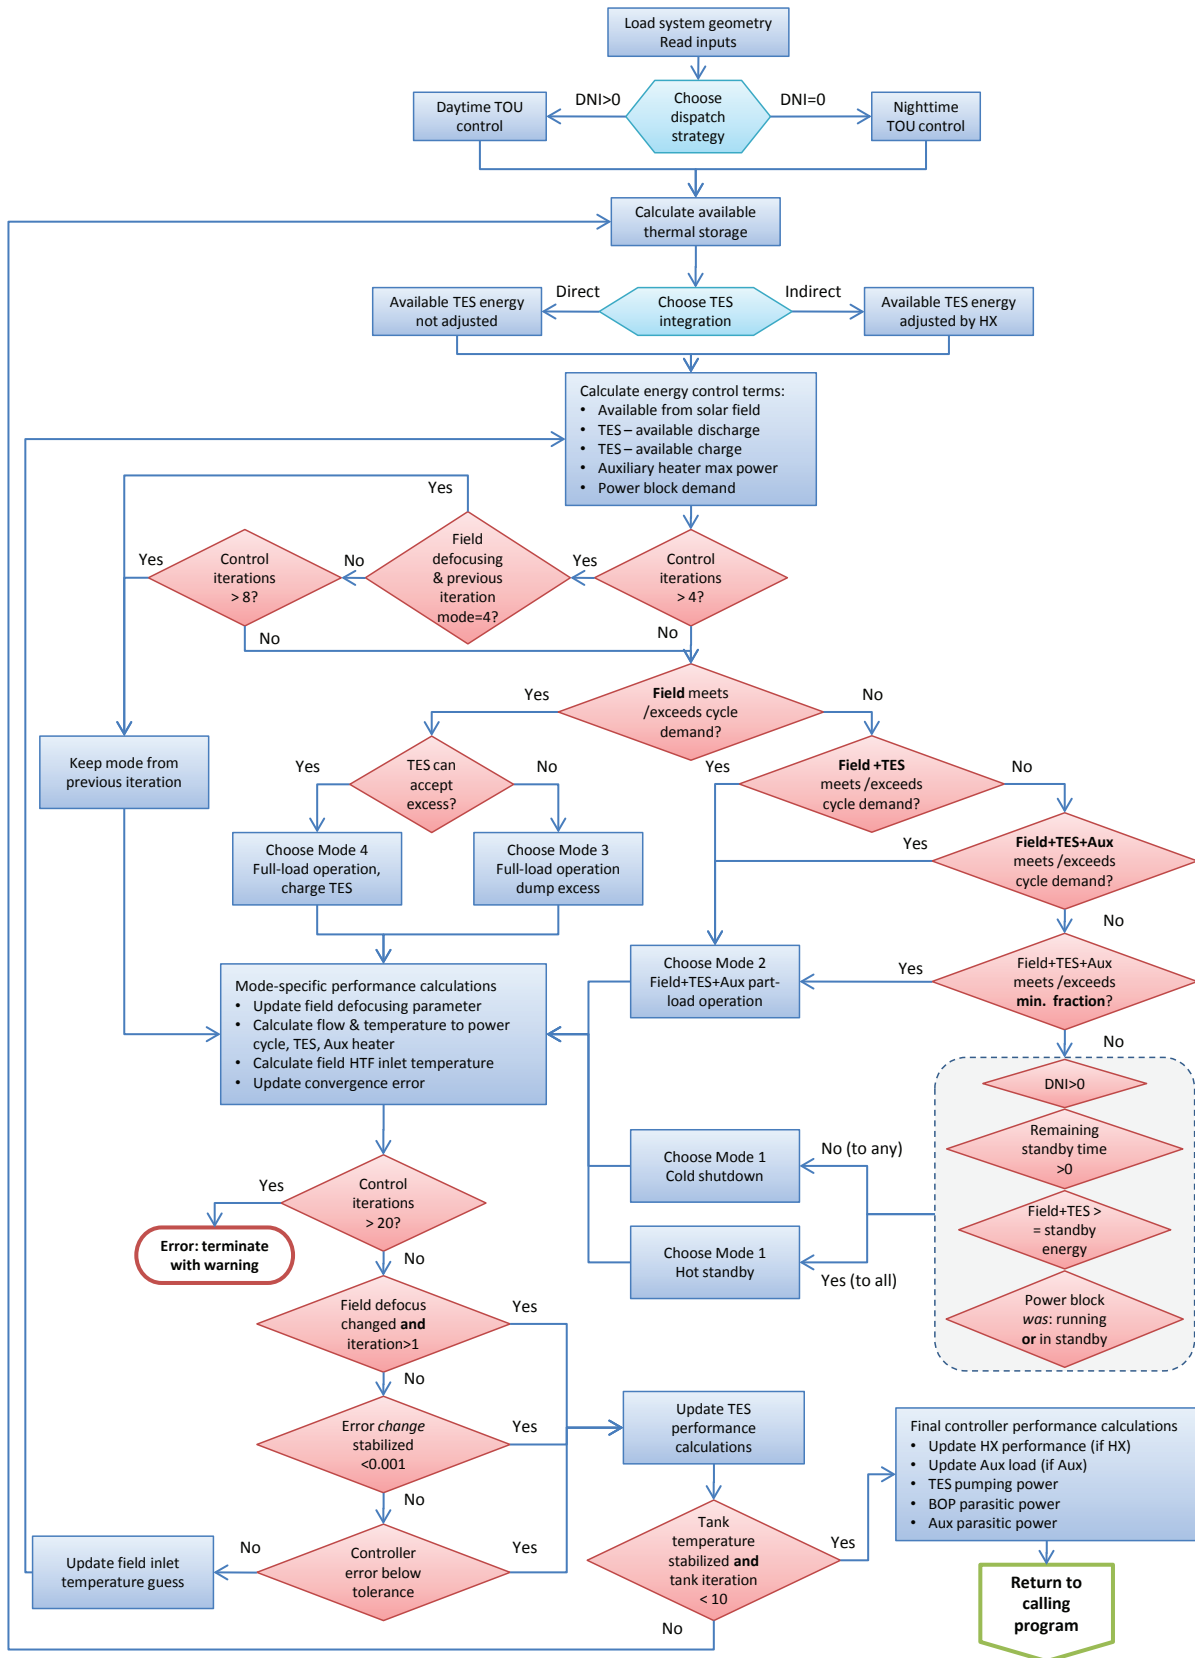 Load system geometry
Read inputs
DNI>0
Choose
dispatch
strategy
DNI=0
Daytime TOU
control
Nighttime
TOU control
Calculate available
thermal storage
Direct
Choose TES
integration
Indirect
Available TES energy
not adjusted
Available TES energy
adjusted by HX
Calculate energy control terms:
• Available from solar field
• TES – available discharge
• TES – available charge
• Auxiliary heater max power
• Power block demand
Yes
Yes
Control
iterations
> 8?
No
Field
defocusing
& previous
iteration
mode=4?
Yes
Control
iterations
> 4?
No
No
Yes
Field meets
/exceeds cycle
demand?
No
Keep mode from
previous iteration
Yes
TES can
accept
excess?
No
Yes
Field +TES
meets /exceeds
cycle demand?
No
Choose Mode 4
Full-load operation,
charge TES
Choose Mode 3
Full-load operation
dump excess
Yes
Field+TES+Aux
meets /exceeds
cycle demand?
No
Choose Mode 2
Field+TES+Aux part-
load operation
Yes
Field+TES+Aux
meets /exceeds
min. fraction?
No
Mode-specific performance calculations
• Update field defocusing parameter
• Calculate flow & temperature to power
cycle, TES, Aux heater
• Calculate field HTF inlet temperature
• Update convergence error
DNI>0
Remaining
standby time
>0
Field+TES >
= standby
energy
Power block
was: running
or in standby
Choose Mode 1
Cold shutdown
No (to any)
Choose Mode 1
Hot standby
Yes (to all)
Yes
Control
iterations
> 20?
No
Error: terminate
with warning
Field defocus
changed and
iteration>1
Yes
No
Error change
stabilized
<0.001
Yes
No
Update TES
performance
calculations
Final controller performance calculations
• Update HX performance (if HX)
• Update Aux load (if Aux)
• TES pumping power
• BOP parasitic power
• Aux parasitic power
Update field inlet
temperature guess
No
Controller
error below
tolerance
Yes
Tank
temperature
stabilized and
tank iteration
< 10
Yes
No
Return to
calling
program